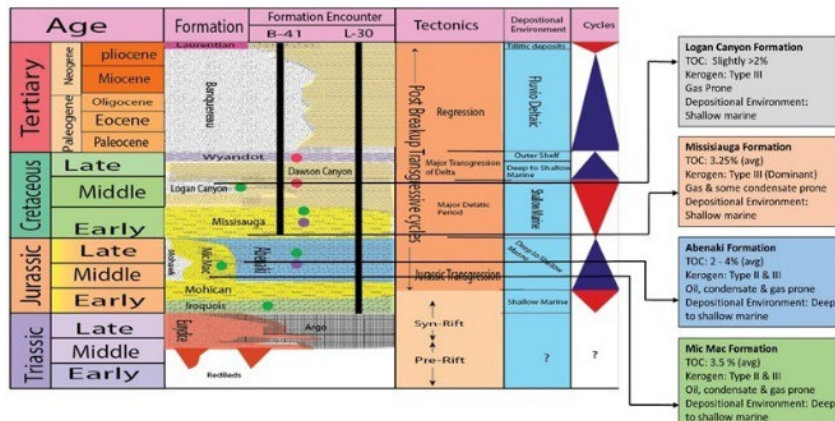 Age
Formation
Formation Encounter
B-41
L-30
Tectonics
Depostional
Environment
Cycles
Tertiary
Neogene
Paleogene
pliocene
Miocene
Oligocene
Eocene
Paleocene
Cretaceous
Late
Middle
Early
Jurassic
Late
Middle
Early
Triassic
Late
Middle
Early
Laurentian
Banquereau
Wyandot
Dawson Canyon
Logan Canyon
Missisauga
Mohawk
Mic Mac
Abenaki
Mohican
Iroquois
Eurydice
Argo
RedBeds
Post Breakup Transgressive cycles
Regression
Major Transgression
of Delta
Major Deltatic
Period
Jurassic Transgression
Syn-Rift
Pre-Rift
Tillitic deposits
Fluvio Deltaic
Outer Shelf
Deep to Shallow
Marine
Shallow Marine
Deep to Shallow
Marine
Shallow Marine
?
?
Logan Canyon Formation
TOC: Slightly >2%
Kerogen: Type III
Gas Prone
Depositional Environment:
Shallow marine
Missisiauga Formation
TOC: 3.25% (avg)
Kerogen: Type III (Dominant)
Gas & some condensate prone
Depositional Environment:
Shallow marine
Abenaki Formation
TOC: 2 - 4% (avg)
Kerogen: Type II & III
Oil, condensate & gas prone
Depositional Environment: Deep
to shallow marine
Mic Mac Formation
TOC: 3.5 % (avg)
Kerogen: Type II & III
Oil, condensate & gas prone
Depositional Environment: Deep
to shallow marine